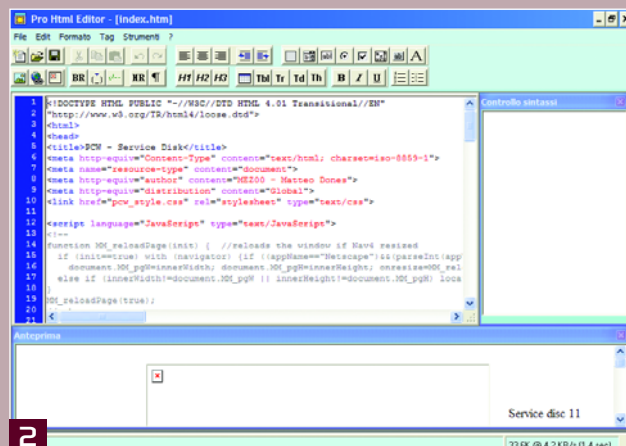 Pro Html Editor - [index.htm]
File Edit Formato Tag Strumenti ?
BR HR ¶ H1 H2 H3 Tbl Tr Td Th B I U
Controllo sintassi
1 <!DOCTYPE HTML PUBLIC "-//W3C//DTD HTML 4.01 Transitional//EN"
2 "http://www.w3.org/TR/html4/loose.dtd">
3 <html>
4 <head>
5 <title>PCW - Service Disk</title>
6 <meta http-equiv="Content-Type" content="text/html; charset=iso-8859-1">
7 <meta name="resource-type" content="document">
8 <meta http-equiv="author" content="MEZOO - Matteo Dones">
9 <meta http-equiv="distribution" content="Global">
10 <link href="pcw_style.css" rel="stylesheet" type="text/css">
11
12 <script language="JavaScript" type="text/JavaScript">
13 <!--
14 function MM_reloadPage(init) { //reloads the window if Nav4 resized
15 if (init==true) with (navigator) {if ((appName=="Netscape")&&(parseInt(app
16 document.MM_pgW=innerWidth; document.MM_pgH=innerHeight; onresize=MM_rel
17 else if (innerWidth!=document.MM_pgW || innerHeight!=document.MM_pgH) loca
18 }
19 MM_reloadPage(true);
20
21
Anteprima
Service disc 11
2